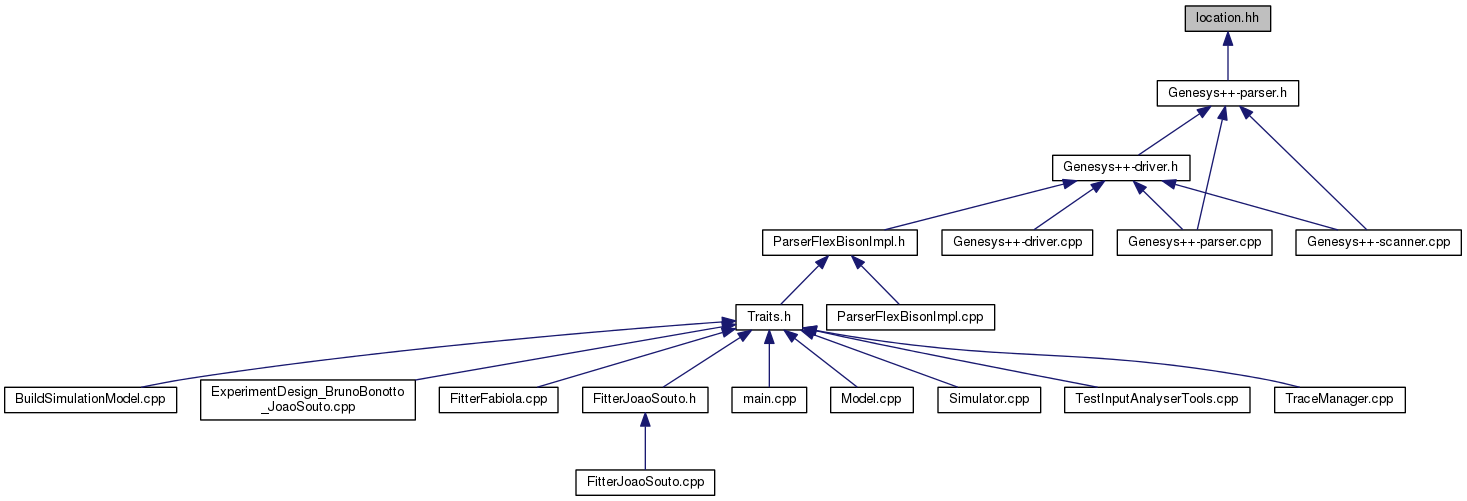 location.hh
Genesys++-parser.h
Genesys++-driver.h
ParserFlexBisonImpl.h
Genesys++-driver.cpp
Genesys++-parser.cpp
Genesys++-scanner.cpp
Traits.h
ParserFlexBisonImpl.cpp
BuildSimulationModel.cpp
ExperimentDesign_BrunoBonotto
_JoaoSouto.cpp
FitterFabiola.cpp
FitterJoaoSouto.h
main.cpp
Model.cpp
Simulator.cpp
TestInputAnalyserTools.cpp
TraceManager.cpp
FitterJoaoSouto.cpp